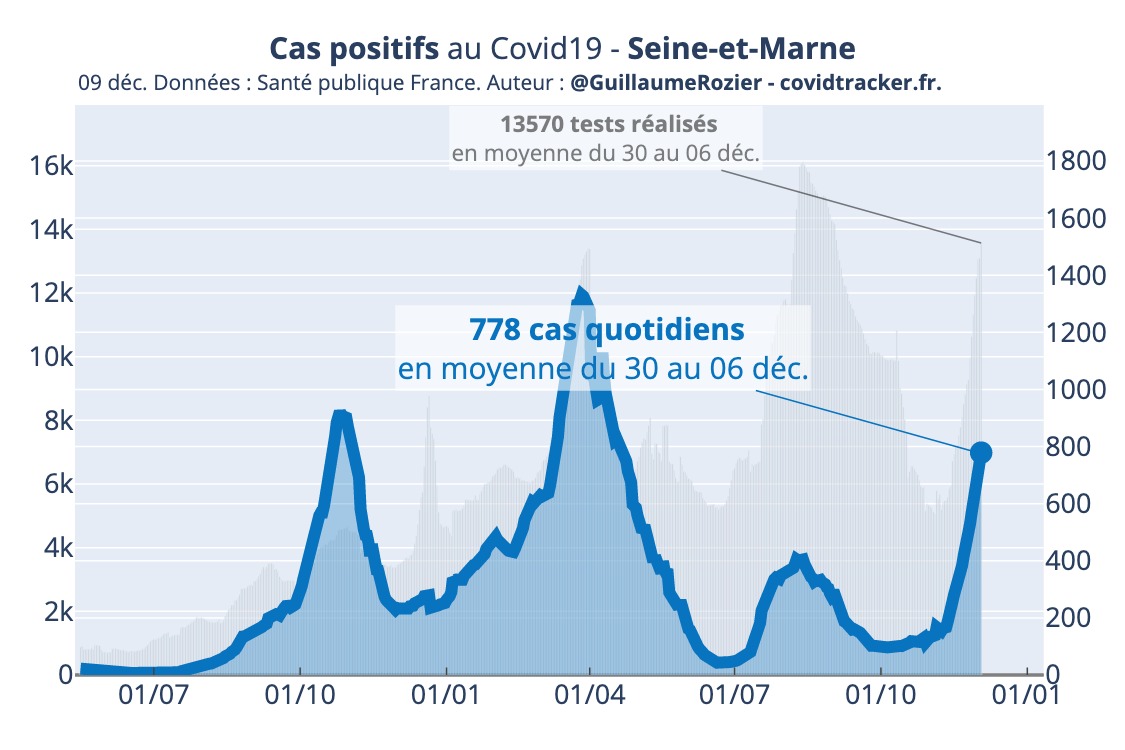 Cas positifs au Covid19 - Seine-et-Marne
09 déc. Données : Santé publique France. Auteur : @GuillaumeRozier - covidtracker.fr.
13570 tests réalisés
en moyenne du 30 au 06 déc.
778 cas quotidiens
en moyenne du 30 au 06 déc.
16k
14k
12k
10k
8k
6k
4k
2k
0
1800
1600
1400
1200
1000
800
600
400
200
0
01/07 01/10 01/01 01/04 01/07 01/10 01/01